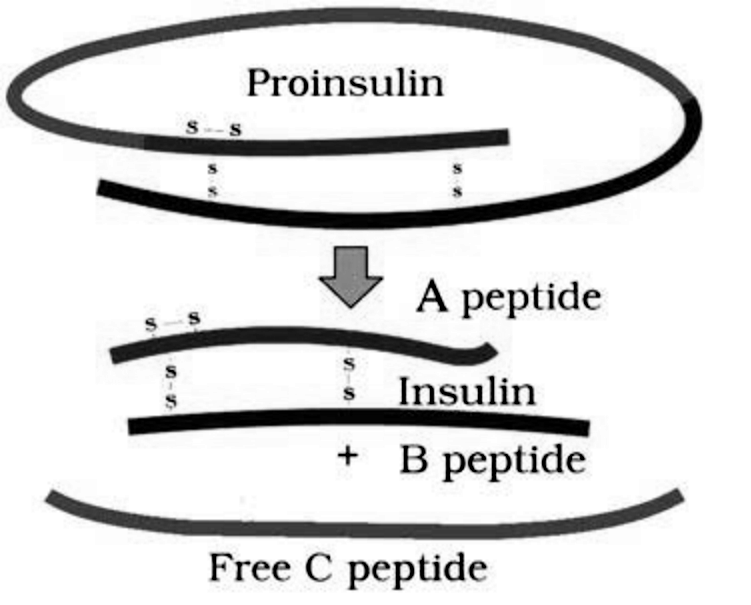 Proinsulin
s -- s
s s
s s
A peptide
s -- s
s s
s s
Insulin
+ B peptide
Free C peptide